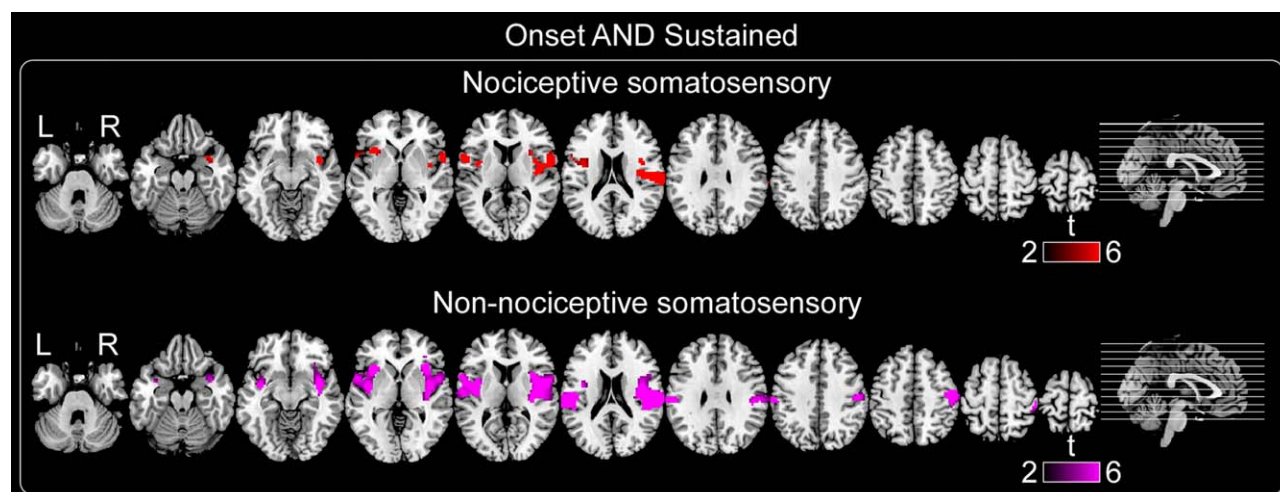 Onset AND Sustained
Nociceptive somatosensory
L R
t
2 6
Non-nociceptive somatosensory
L R
t
2 6